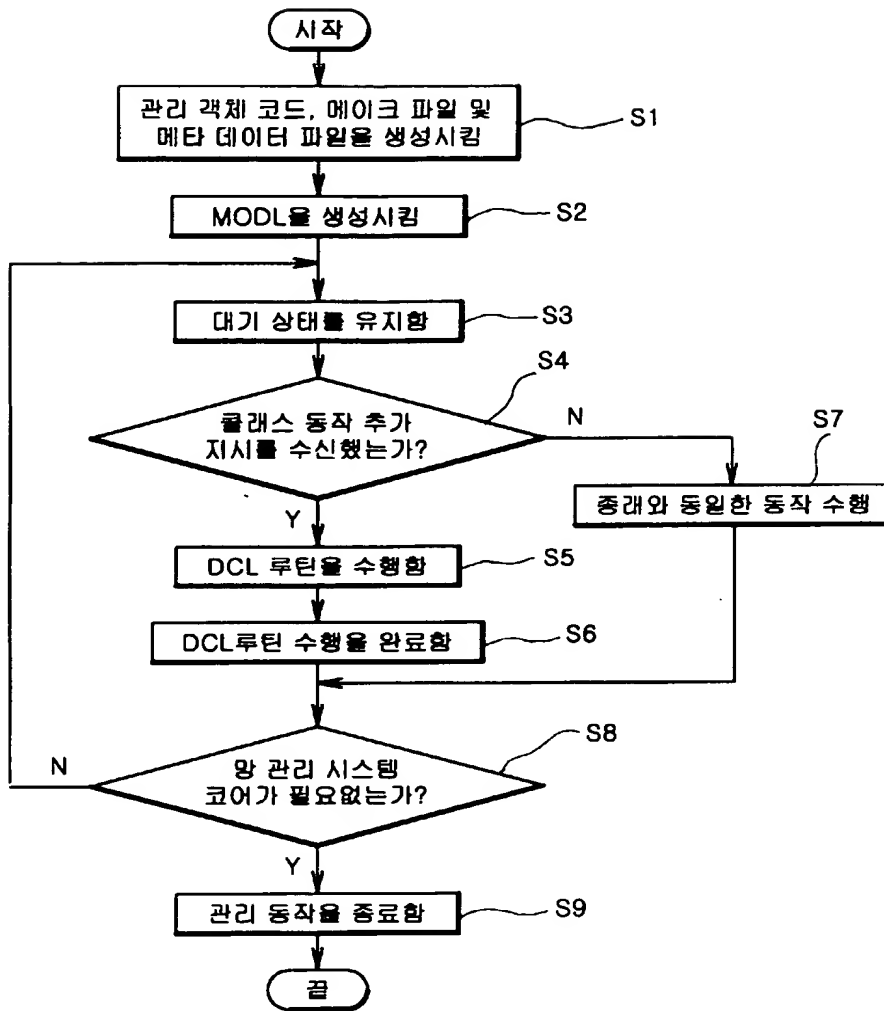 시작
관리 객체 코드, 메이크 파일 및
메타 데이터 파일을 생성시킴
S1
MODL을 생성시킴
S2
대기 상태를 유지함
S3
S4
클래스 동작 추가
지시를 수신했는가?
N
S7
종래와 동일한 동작 수행
Y
DCL 루틴을 수행함
S5
DCL루틴 수행을 완료함
S6
S8
망 관리 시스템
코어가 필요없는가?
N
Y
관리 동작을 종료함
S9
끝